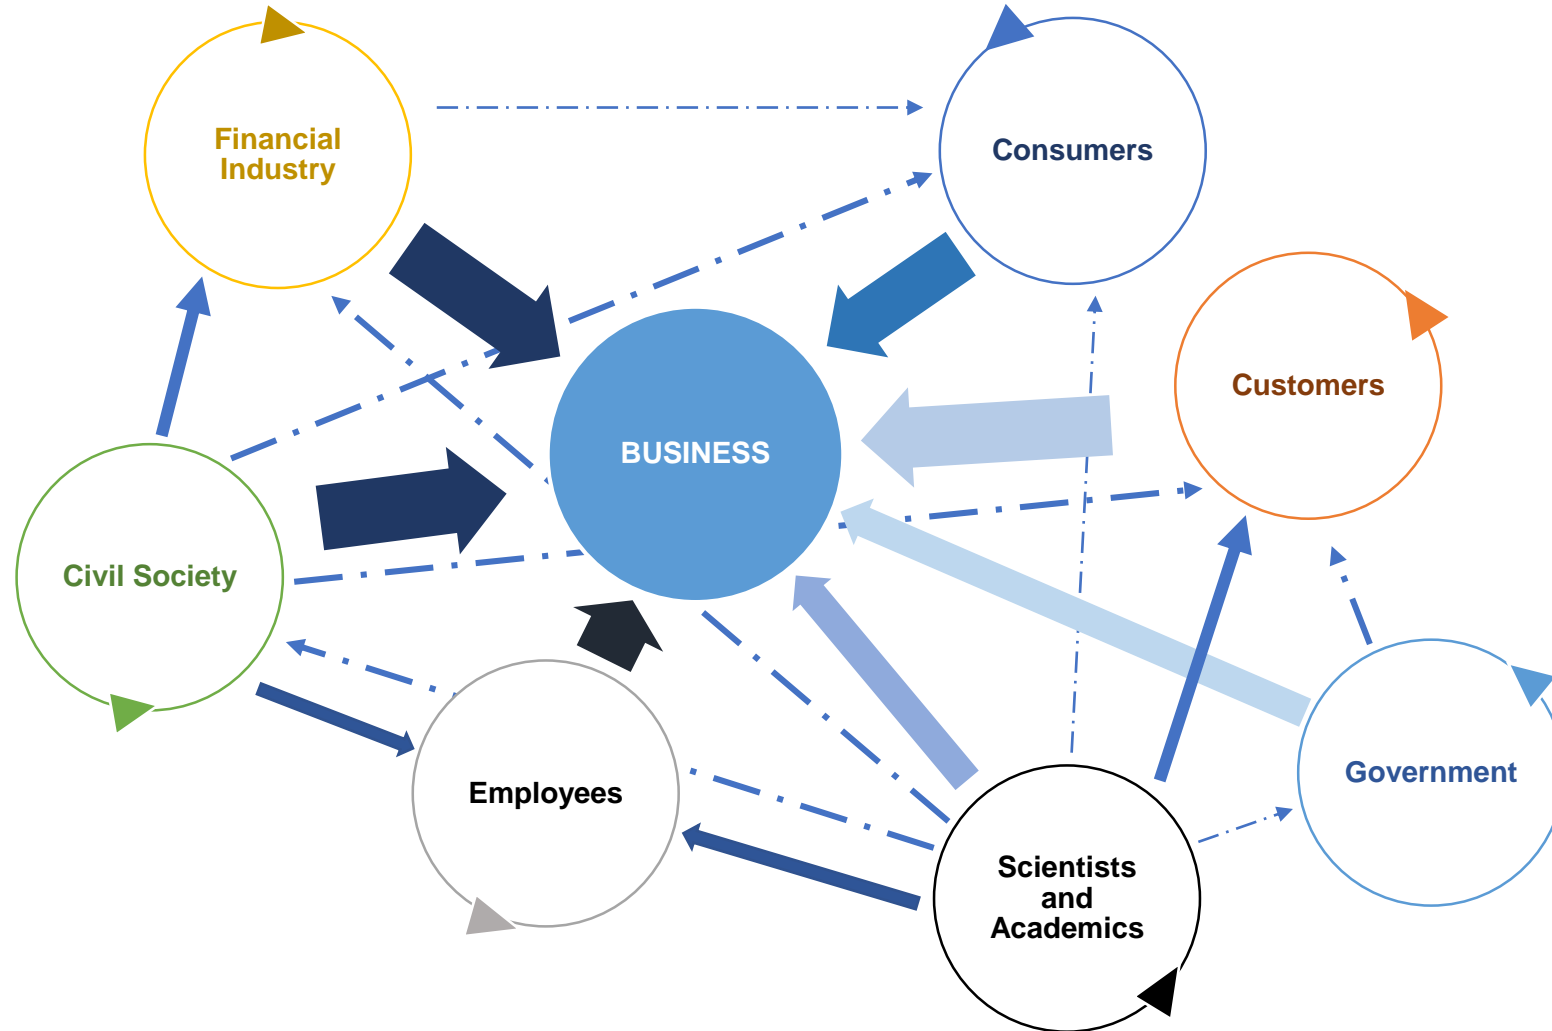 Financial
Industry
Consumers
Customers
BUSINESS
Civil Society
Government
Employees
Scientists
and
Academics